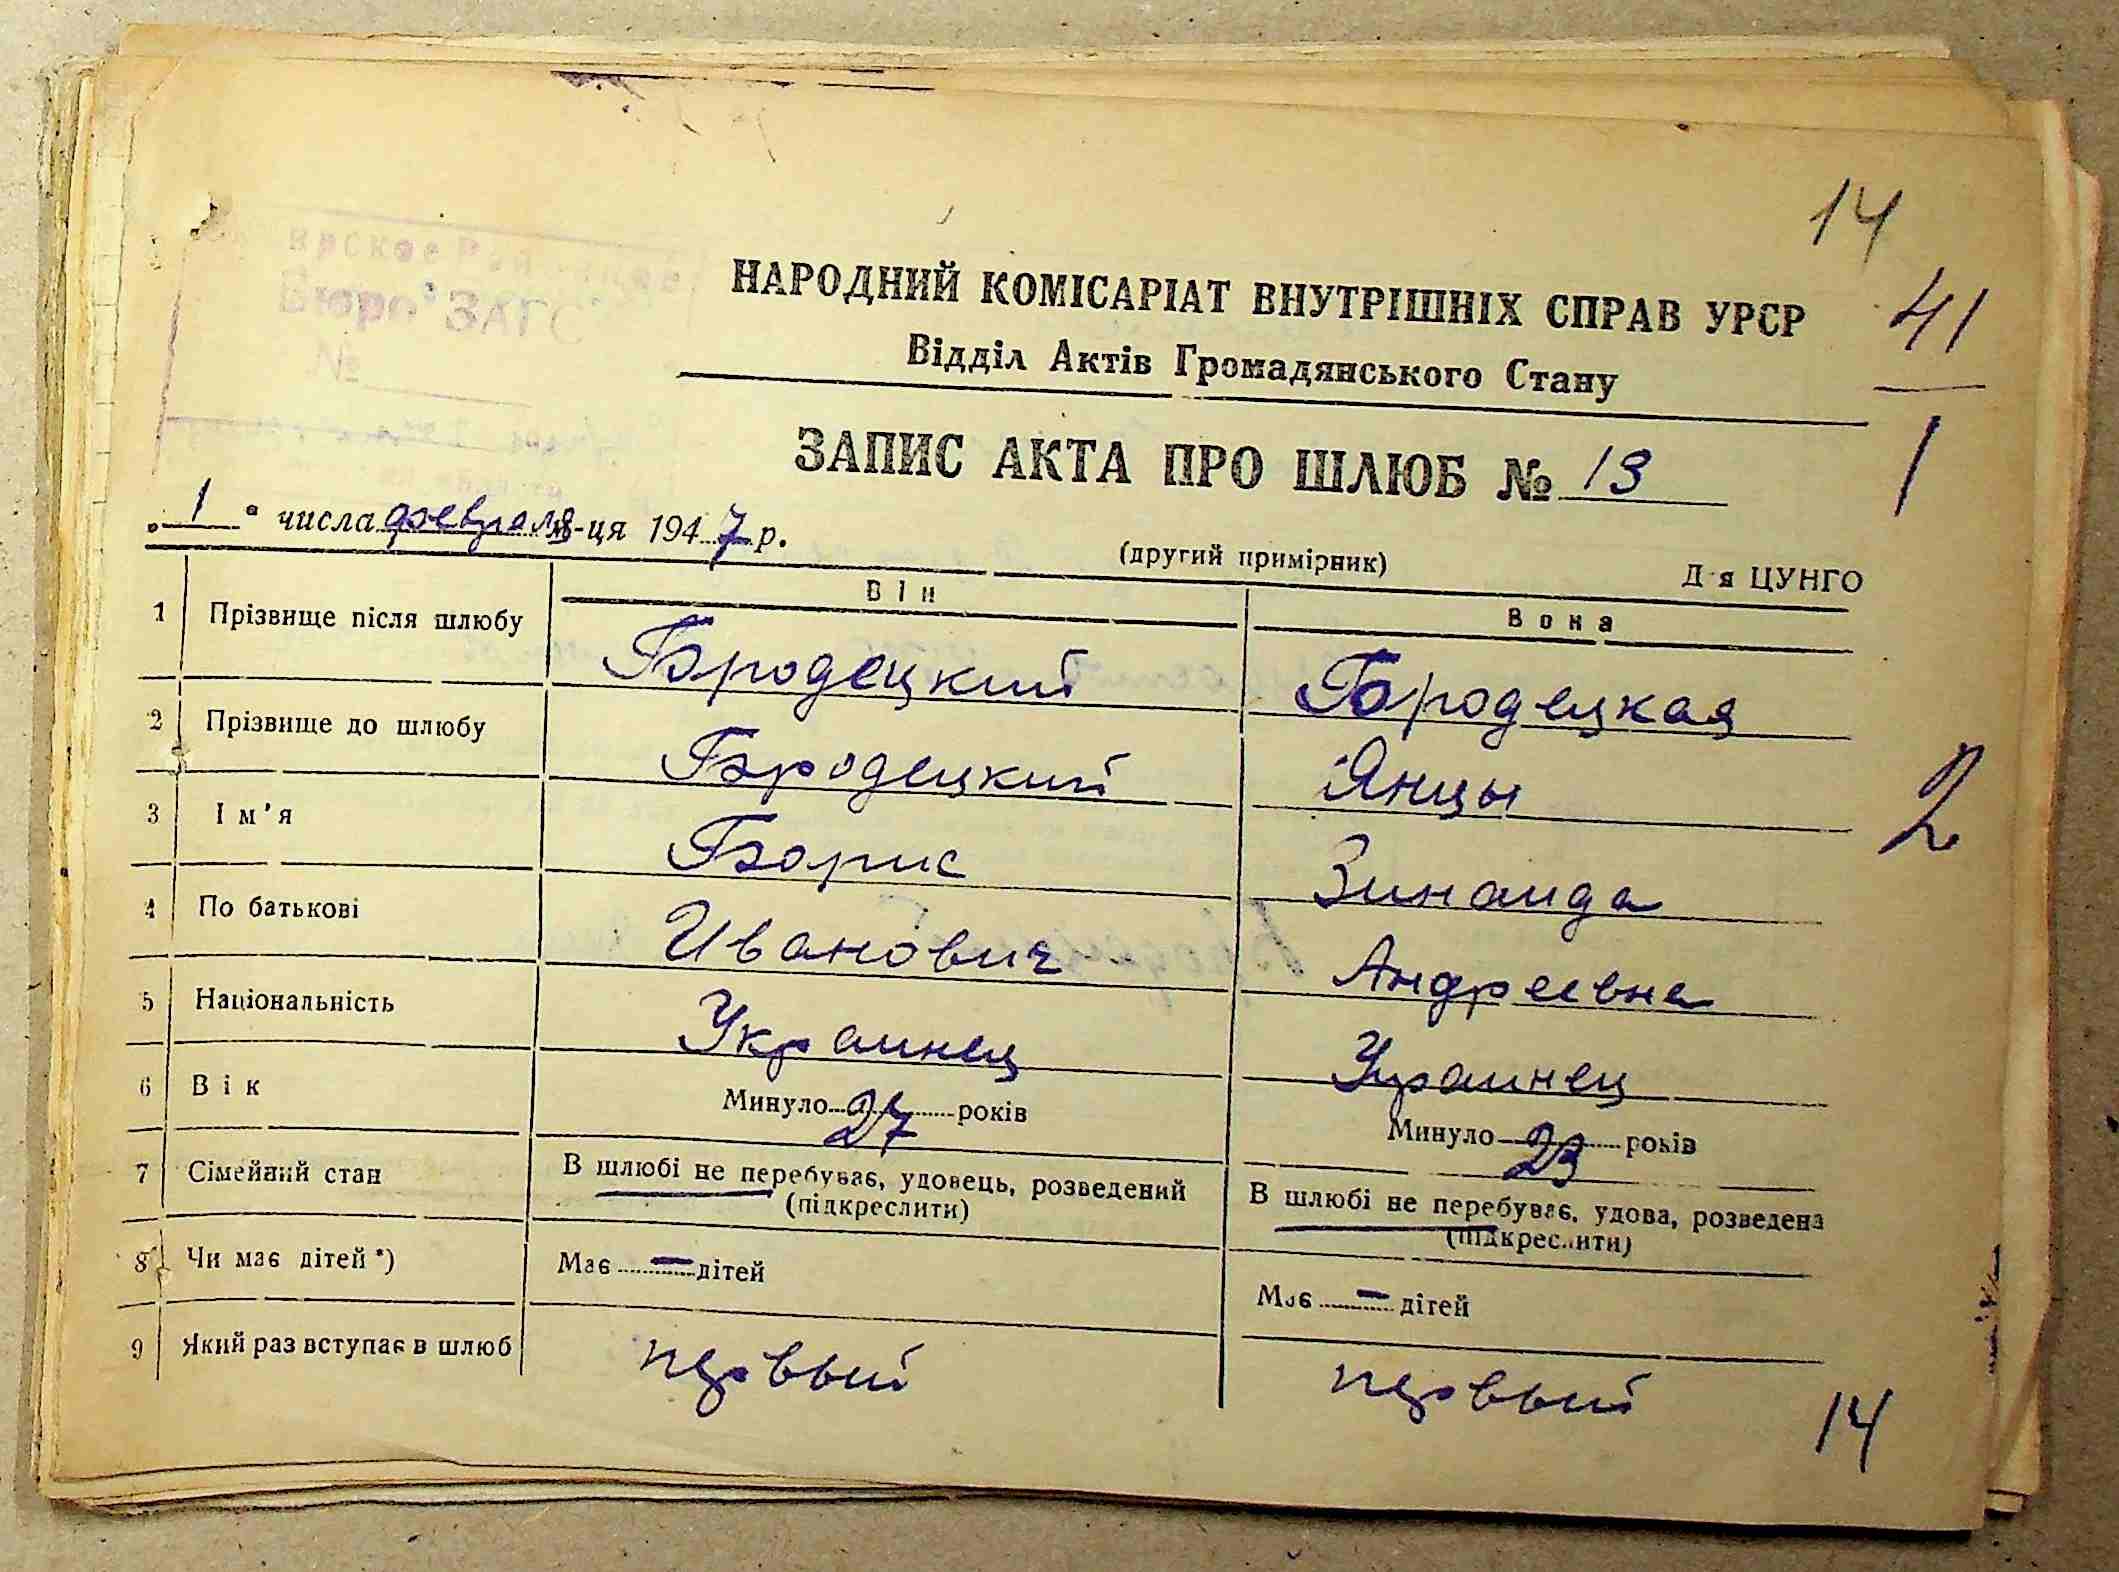 14
НАРОДНИЙ КОМІСАРІАТ ВНУТРІШНІХ СПРАВ УРСР
41
Бюро ЗАГС
№
Відділ Актів Громадянського Стану
1
ЗАПИС АКТА ПРО ШЛЮБ № 13
„1“ числа февраля м-ця 1947 р.
(другий примірник)
Д я ЦУНГО
Він Вона
1 Прізвище після шлюбу Бродецкий Бродецкая
2 Прізвище до шлюбу Бродецкий Янцы
2
3 Ім'я Борис Зинаида
4 По батькові Иванович Андреевна
5 Національність Украинец Украинец
6 Вік Минуло 27 років Минуло 23 років
7 Сімейний стан В шлюбі не перебуває, удовець, розведений (підкреслити) В шлюбі не перебуває, удова, розведена (підкреслити)
8 Чи має дітей*) Має — дітей Має — дітей
9 Який раз вступає в шлюб первый первый
14